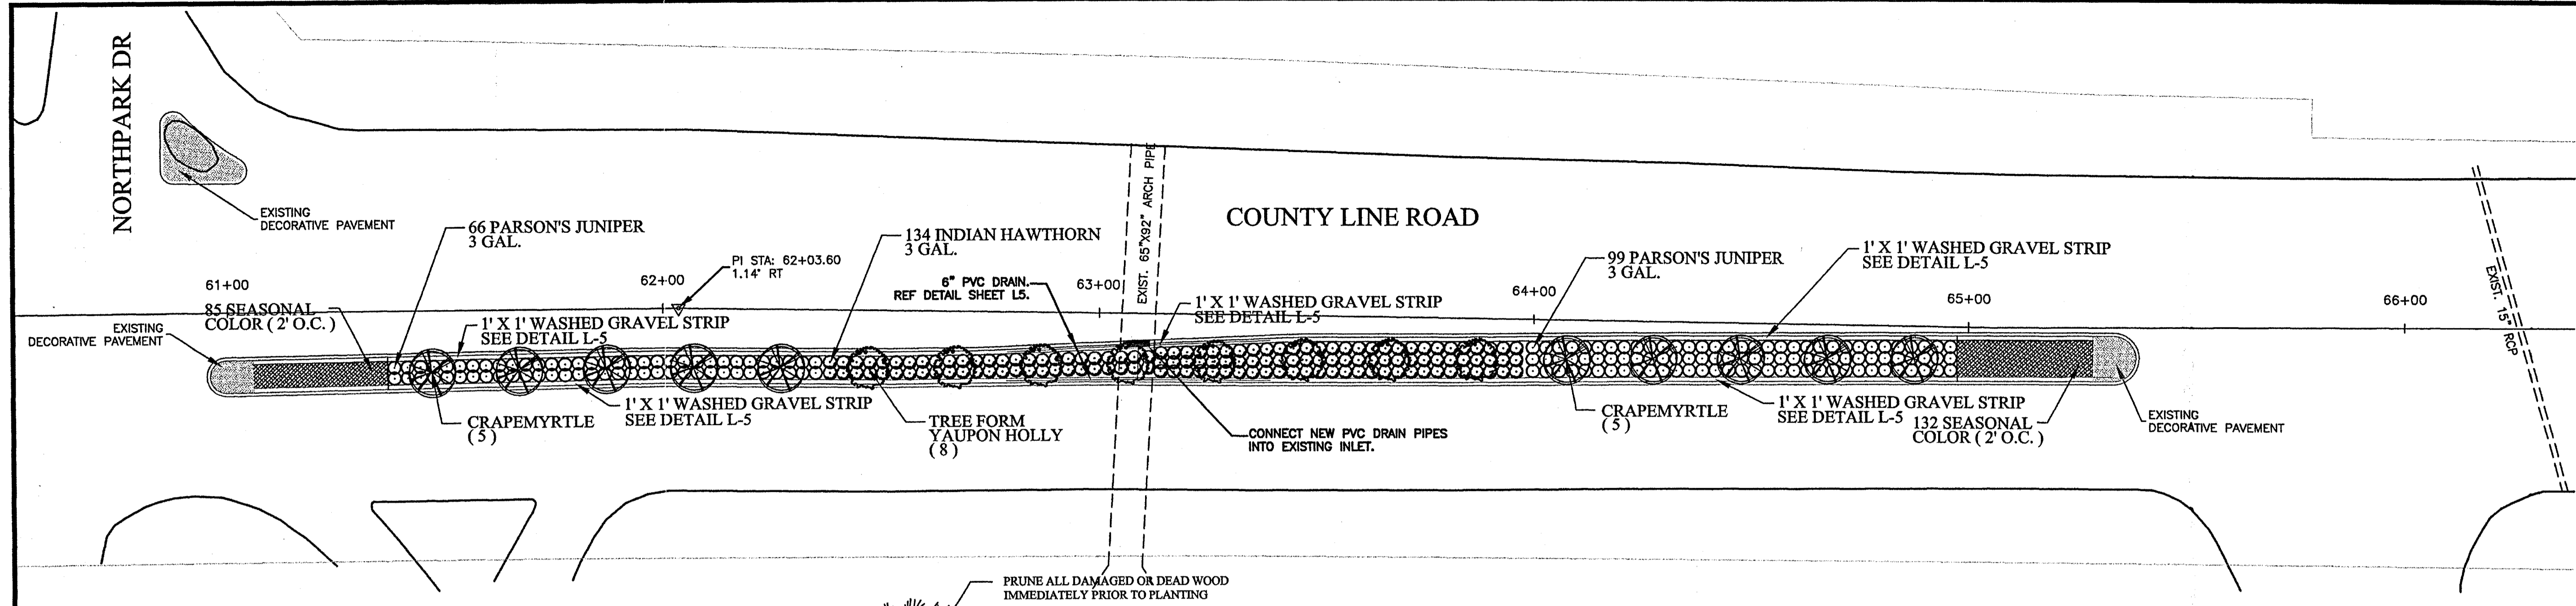 NORTHPARK DR
EXISTING
DECORATIVE PAVEMENT
66 PARSON'S JUNIPER
3 GAL.
PI STA: 62+03.60
1.14° RT
134 INDIAN HAWTHORN
3 GAL.
6" PVC DRAIN.
REF DETAIL SHEET L5.
EXIST. 65"X92" ARCH PIPE
COUNTY LINE ROAD
99 PARSON'S JUNIPER
3 GAL.
1' X 1' WASHED GRAVEL STRIP
SEE DETAIL L-5
EXIST. 15" RCP
61+00
62+00
63+00
64+00
65+00
66+00
85 SEASONAL
COLOR ( 2' O.C. )
EXISTING
DECORATIVE PAVEMENT
1' X 1' WASHED GRAVEL STRIP
SEE DETAIL L-5
1' X 1' WASHED GRAVEL STRIP
SEE DETAIL L-5
CRAPEMYRTLE
( 5 )
1' X 1' WASHED GRAVEL STRIP
SEE DETAIL L-5
TREE FORM
YAUPON HOLLY
( 8 )
CONNECT NEW PVC DRAIN PIPES
INTO EXISTING INLET.
CRAPEMYRTLE
( 5 )
1' X 1' WASHED GRAVEL STRIP
SEE DETAIL L-5
132 SEASONAL
COLOR ( 2' O.C. )
EXISTING
DECORATIVE PAVEMENT
PRUNE ALL DAMAGED OR DEAD WOOD
IMMEDIATELY PRIOR TO PLANTING